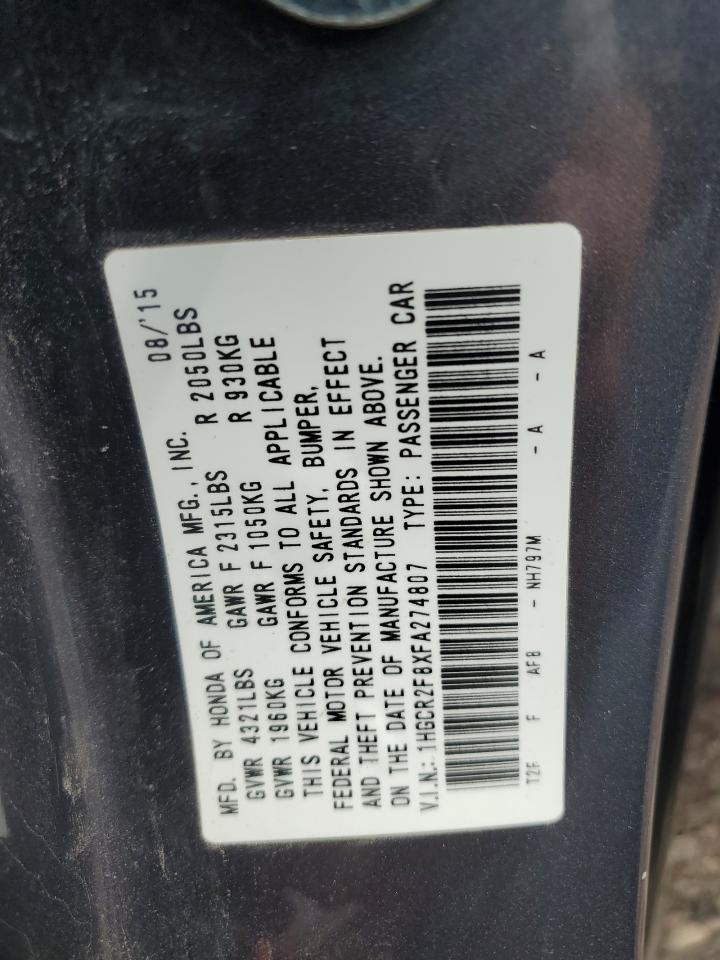 MFD. BY HONDA OF AMERICA MFG., INC. 08/'15
GVWR 4321LBS GAWR F 2315LBS R 2050LBS
GVWR 1960KG GAWR F 1050KG R 930KG
THIS VEHICLE CONFORMS TO ALL APPLICABLE
FEDERAL MOTOR VEHICLE SAFETY, BUMPER,
AND THEFT PREVENTION STANDARDS IN EFFECT
ON THE DATE OF MANUFACTURE SHOWN ABOVE.
V.I.N.: 1HGCR2F8XFA274807 TYPE: PASSENGER CAR
T2F F AF8 - NH797M - A - A